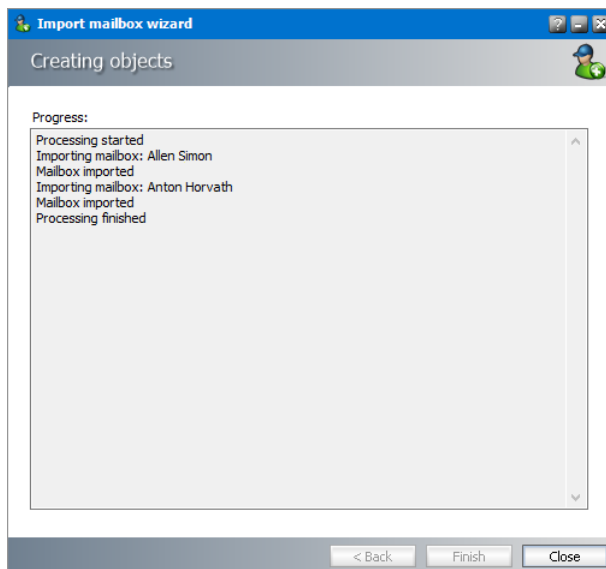 Import mailbox wizard
Creating objects
Progress:
Processing started
Importing mailbox: Allen Simon
Mailbox imported
Importing mailbox: Anton Horvath
Mailbox imported
Processing finished
< Back Finish Close